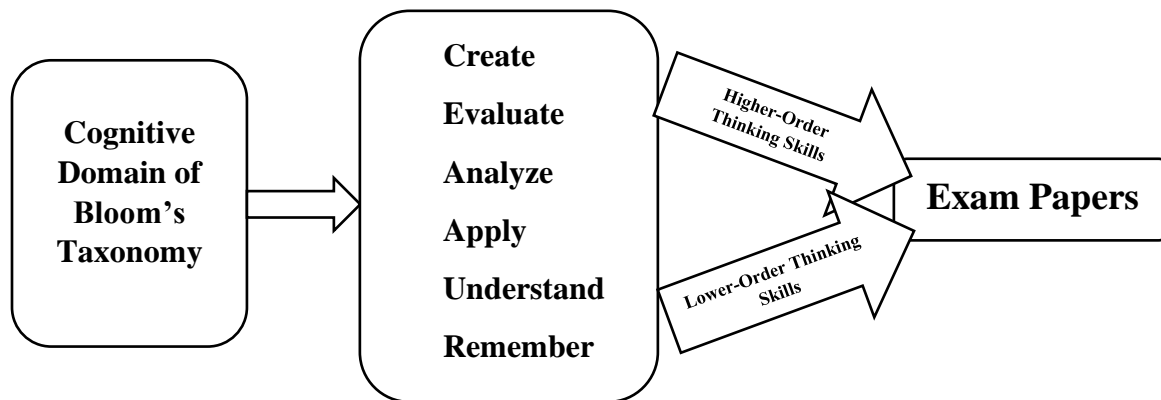 Cognitive
Domain of
Bloom’s
Taxonomy
Create
Evaluate
Analyze
Apply
Understand
Remember
Higher-Order
Thinking Skills
Lower-Order Thinking
Skills
Exam Papers